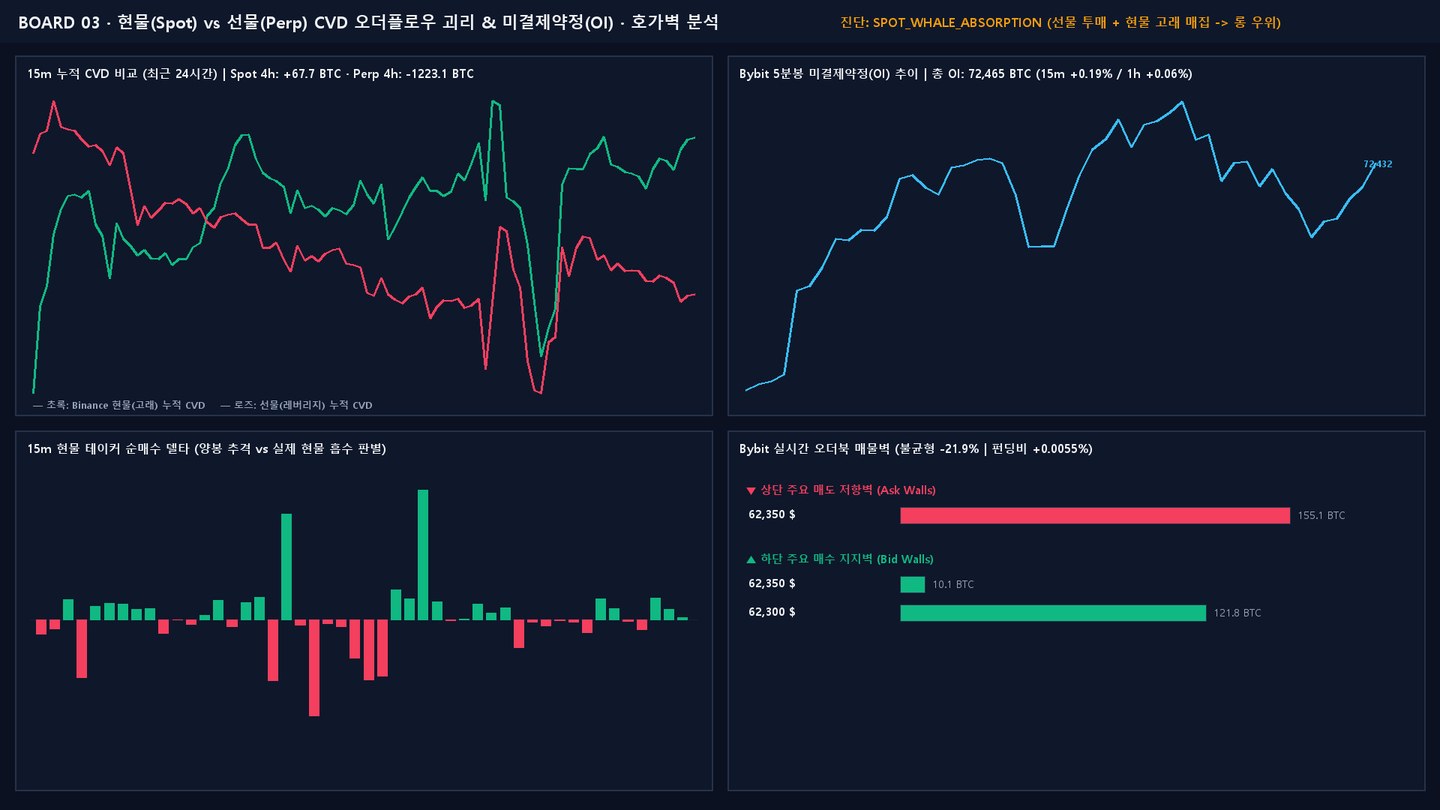 BOARD 03 · 현물(Spot) vs 선물(Perp) CVD 오더플로우 괴리 & 미결제약정(OI) · 호가벽 분석
진단: SPOT_WHALE_ABSORPTION (선물 투매 + 현물 고래 매집 -> 롱 우위)
15m 누적 CVD 비교 (최근 24시간) | Spot 4h: +67.7 BTC · Perp 4h: -1223.1 BTC
— 초록: Binance 현물(고래) 누적 CVD — 로즈: 선물(레버리지) 누적 CVD
Bybit 5분봉 미결제약정(OI) 추이 | 총 OI: 72,465 BTC (15m +0.19% / 1h +0.06%)
72,432
15m 현물 테이커 순매수 델타 (양봉 추격 vs 실제 현물 흡수 판별)
Bybit 실시간 오더북 매물벽 (불균형 -21.9% | 펀딩비 +0.0055%)
▼ 상단 주요 매도 저항벽 (Ask Walls)
62,350 $ 155.1 BTC
▲ 하단 주요 매수 지지벽 (Bid Walls)
62,350 $ 10.1 BTC
62,300 $ 121.8 BTC